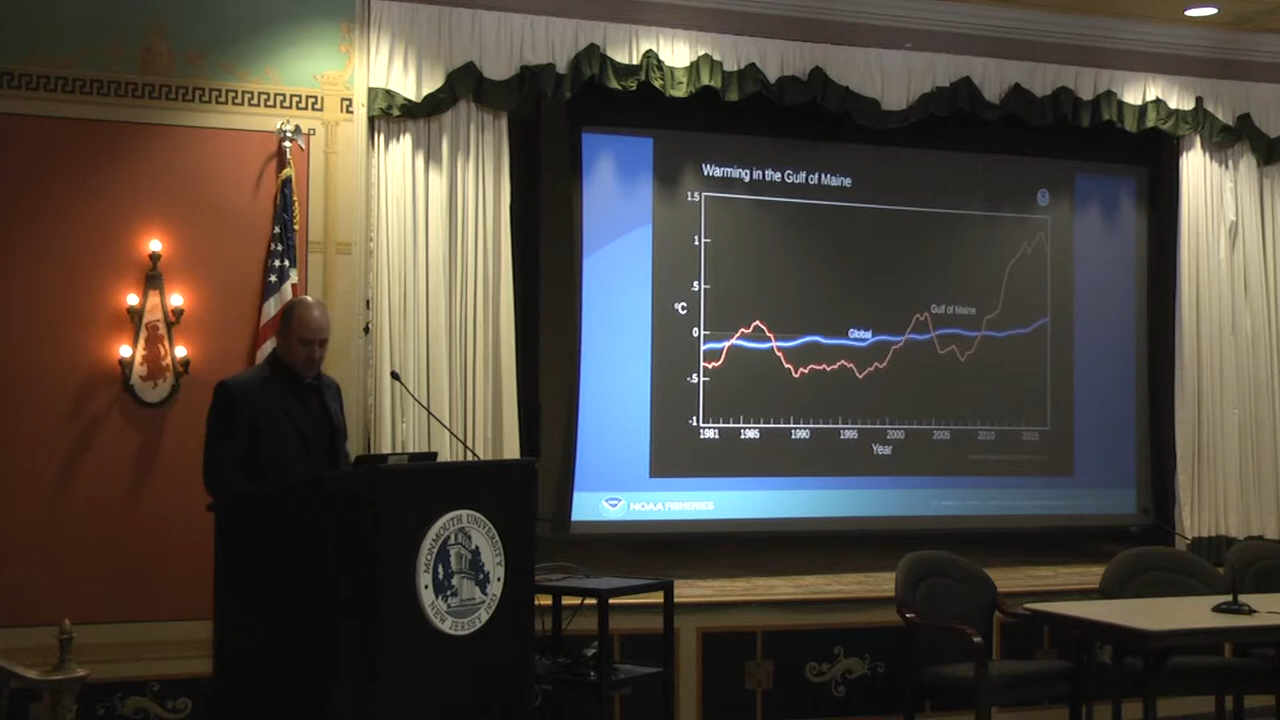 Warming in the Gulf of Maine
1.5
1
.5
0
-.5
-1
°C
Gulf of Maine
Global
1981 1985 1990 1995 2000 2005 2010 2015
Year
NOAA FISHERIES
MONMOUTH UNIVERSITY
NEW JERSEY 1933